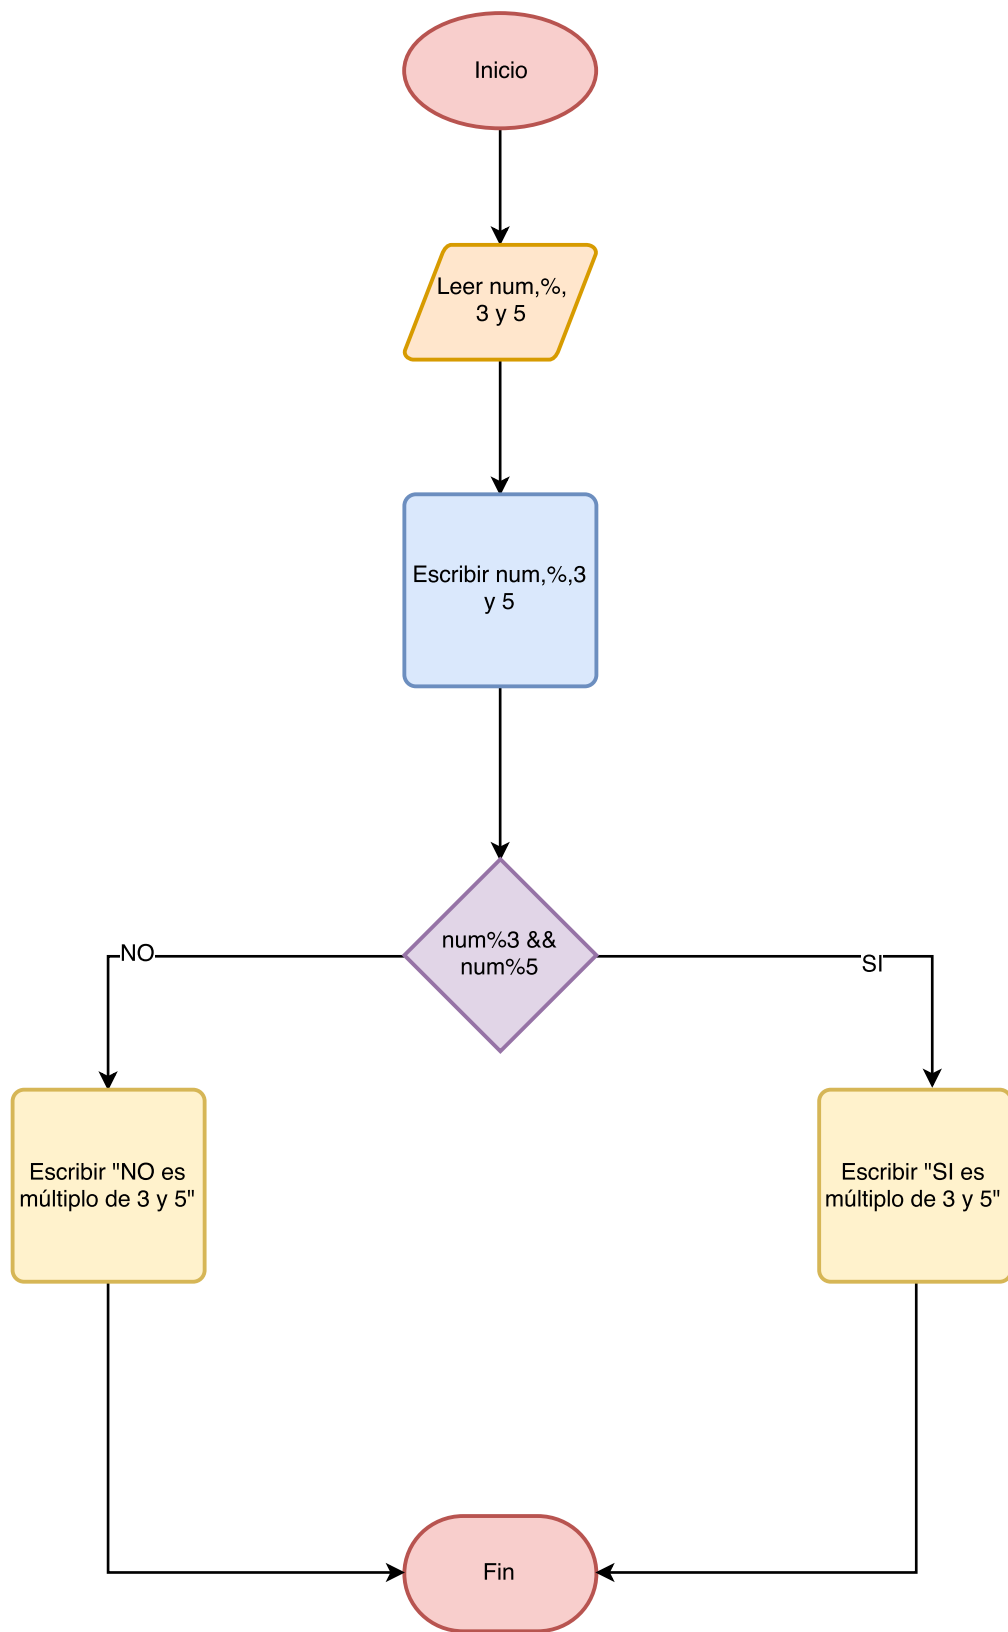 Inicio
Leer num,%,
3 y 5
Escribir num,%,3
y 5
num%3 &&
num%5
NO
SI
Escribir "NO es
múltiplo de 3 y 5"
Escribir "SI es
múltiplo de 3 y 5"
Fin